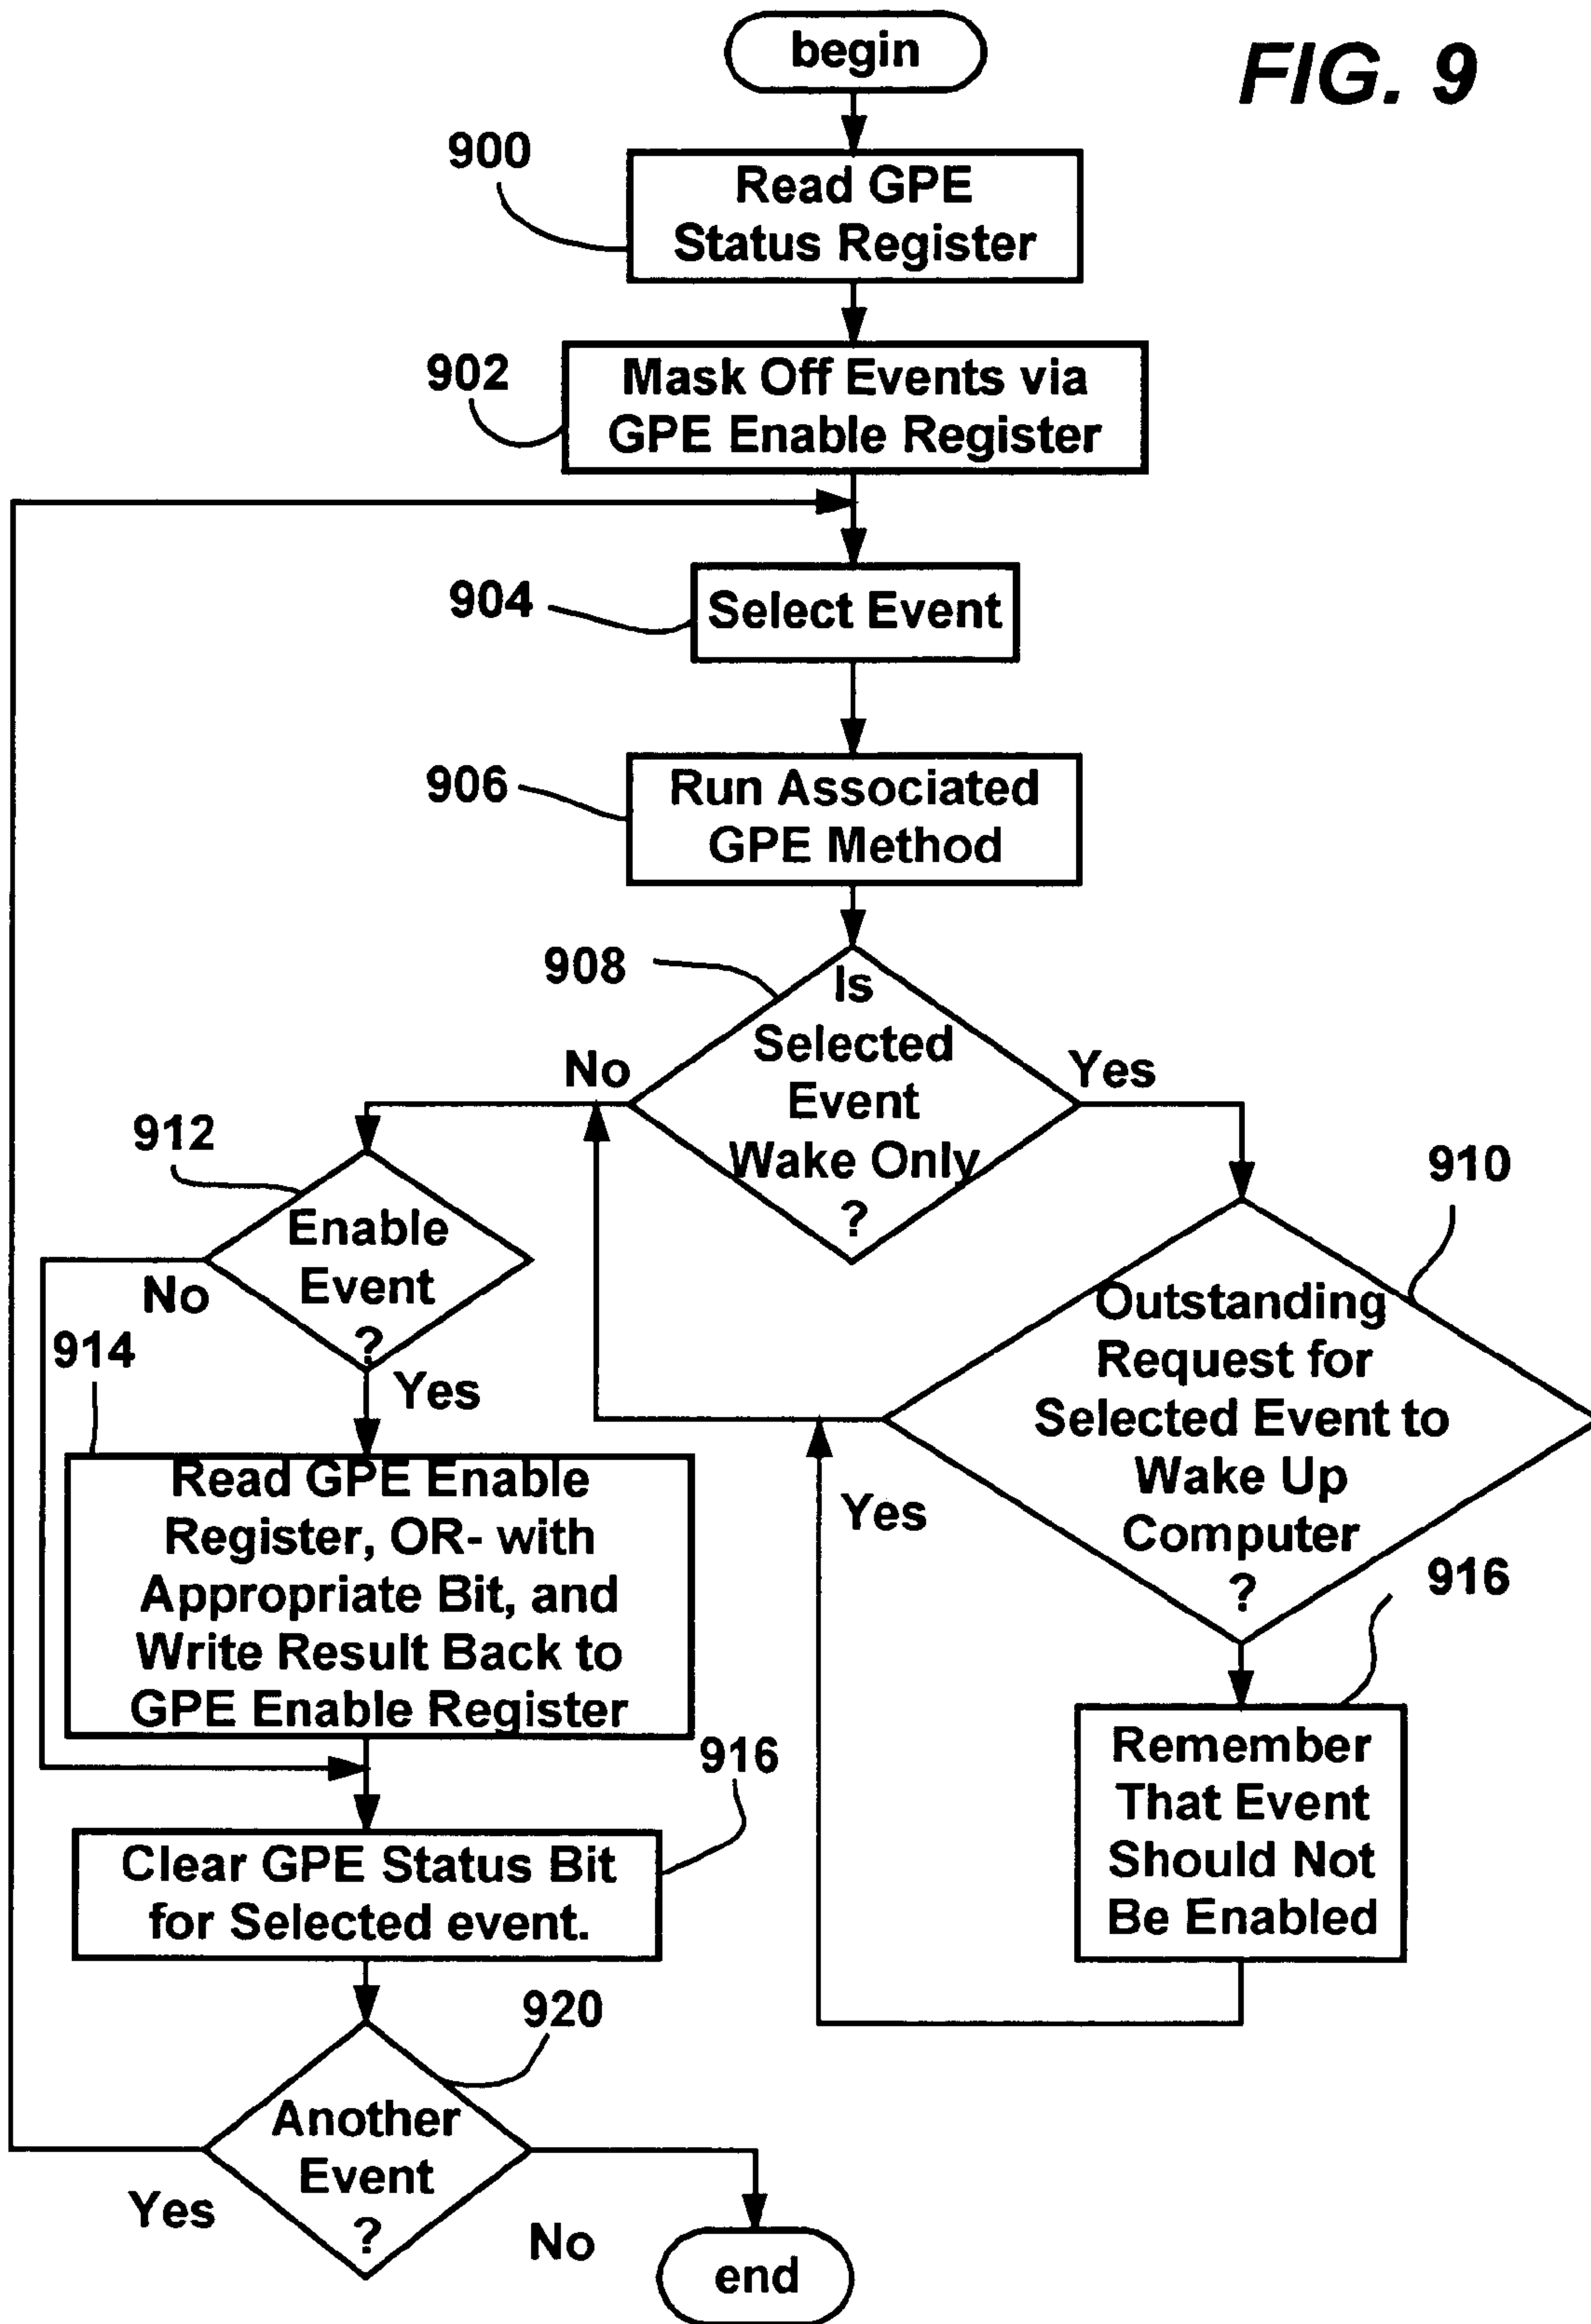 begin
FIG. 9
900
Read GPE
Status Register
902
Mask Off Events via
GPE Enable Register
904
Select Event
906
Run Associated
GPE Method
908
Is
Selected
Event
Wake Only
?
No
Yes
912
Enable
Event
?
No
Yes
910
Outstanding
Request for
Selected Event to
Wake Up
Computer
?
Yes
914
Read GPE Enable
Register, OR- with
Appropriate Bit, and
Write Result Back to
GPE Enable Register
916
Remember
That Event
Should Not
Be Enabled
916
Clear GPE Status Bit
for Selected event.
920
Another
Event
?
Yes
No
end